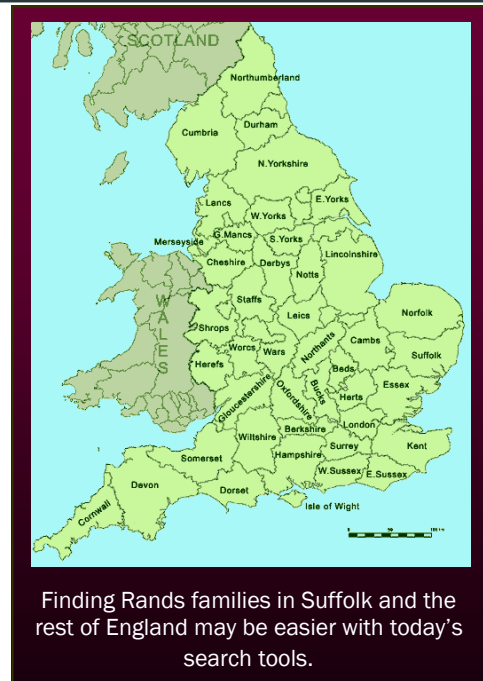 SCOTLAND
Northumberland
Cumbria
Durham
N.Yorkshire
Lancs
E.Yorks
W.Yorks
Merseyside
G.Mancs
S.Yorks
Lincolnshire
Cheshire
Derbys
Notts
WALES
Staffs
Leics
Norfolk
Shrops
Northants
Cambs
Suffolk
Worcs
Wars
Herefs
Beds
Essex
Gloucestershire
Oxfordshire
Bucks
Herts
London
Wiltshire
Berkshire
Surrey
Kent
Somerset
Hampshire
W.Sussex
E.Sussex
Devon
Dorset
Isle of Wight
Cornwall
Finding Rands families in Suffolk and the
rest of England may be easier with today’s
search tools.